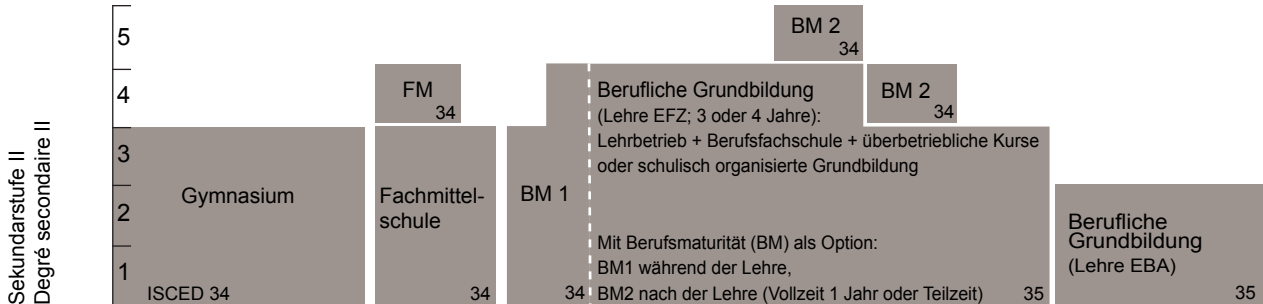 Sekundarstufe II
Degré secondaire II
5
4
3
2
1
BM 2
34
FM
34
BM 2
34
Gymnasium
ISCED 34
Fachmittel-
schule
34
BM 1
34
Berufliche Grundbildung
(Lehre EFZ; 3 oder 4 Jahre):
Lehrbetrieb + Berufsfachschule + überbetriebliche Kurse
oder schulisch organisierte Grundbildung
Mit Berufsmaturität (BM) als Option:
BM1 während der Lehre,
BM2 nach der Lehre (Vollzeit 1 Jahr oder Teilzeit)
35
Berufliche
Grundbildung
(Lehre EBA)
35